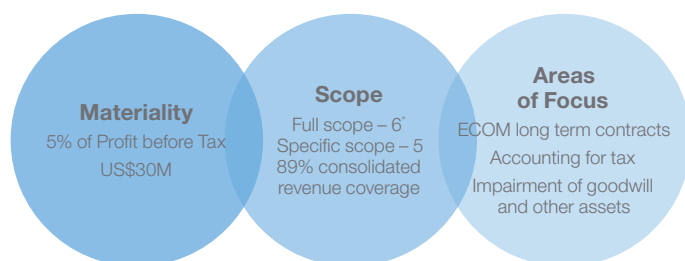 Materiality
5% of Profit before Tax
US$30M
Scope
Full scope – 6*
Specific scope – 5
89% consolidated
revenue coverage
Areas
of Focus
ECOM long term contracts
Accounting for tax
Impairment of goodwill
and other assets